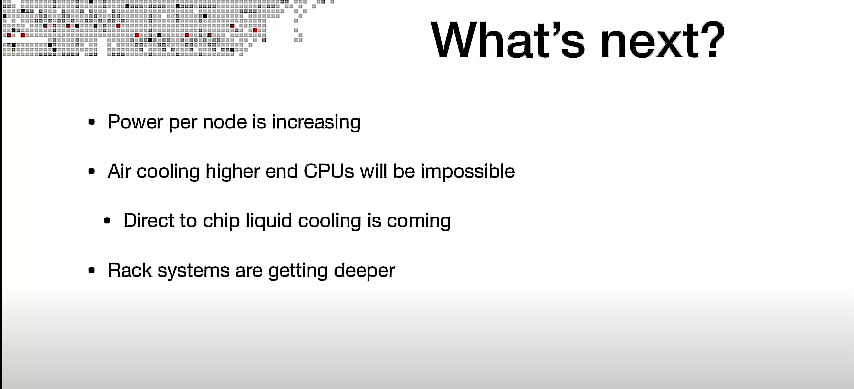 What's next?
• Power per node is increasing
• Air cooling higher end CPUs will be impossible
• Direct to chip liquid cooling is coming
• Rack systems are getting deeper